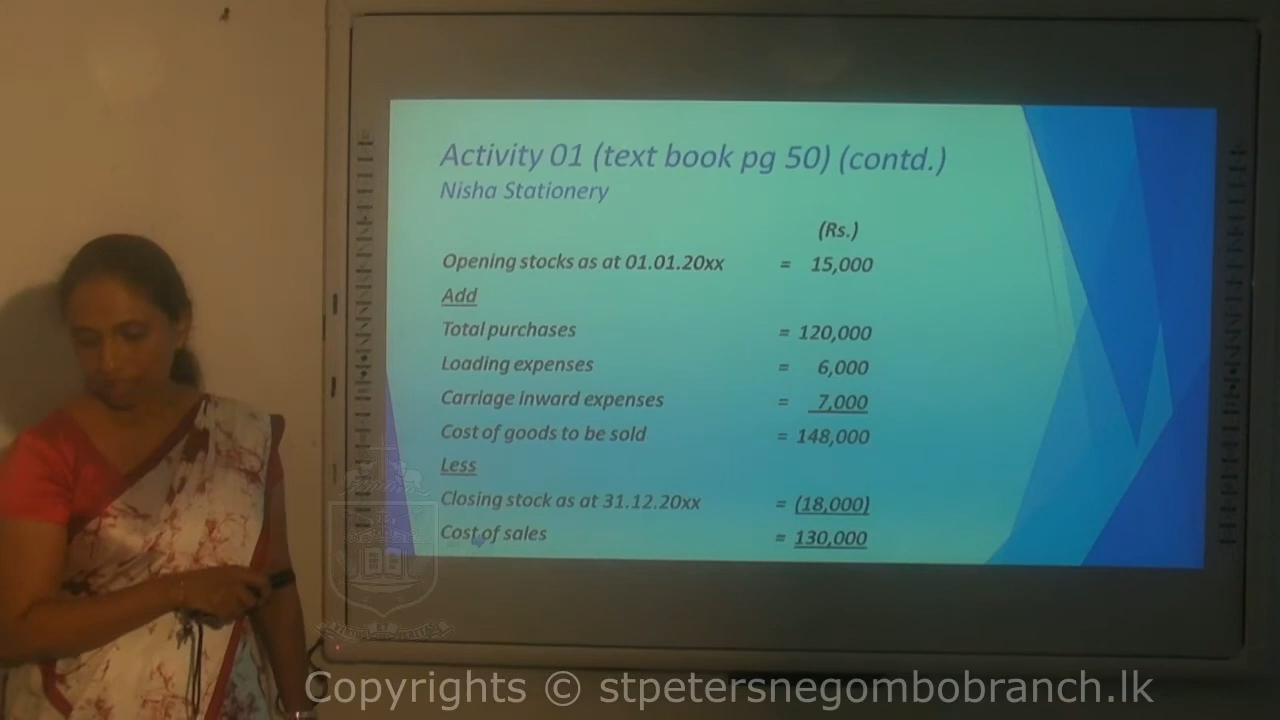 Activity 01 (text book pg 50) (contd.)
Nisha Stationery
(Rs.)
Opening stocks as at 01.01.20xx = 15,000
Add
Total purchases = 120,000
Loading expenses = 6,000
Carriage inward expenses = 7,000
Cost of goods to be sold = 148,000
Less
Closing stock as at 31.12.20xx = (18,000)
Cost of sales = 130,000
Copyrights © stpetersnegombobranch.lk